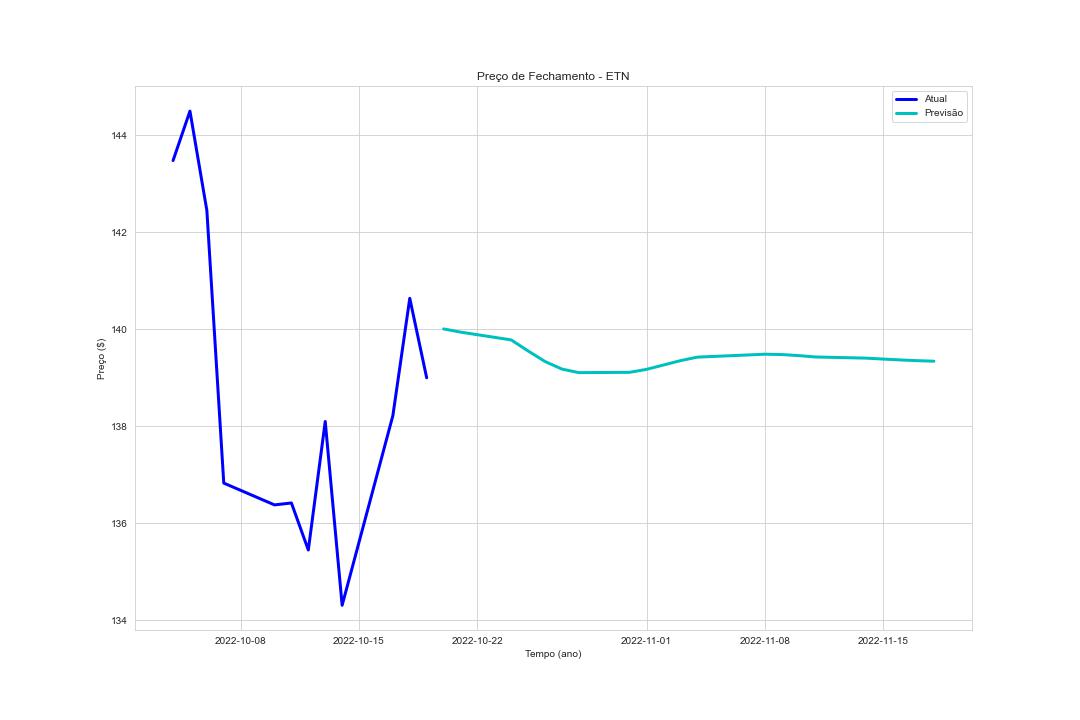 Preço de Fechamento - ETN
Atual
Previsão
144
142
140
138
136
134
Preço ($)
2022-10-08
2022-10-15
2022-10-22
2022-11-01
2022-11-08
2022-11-15
Tempo (ano)